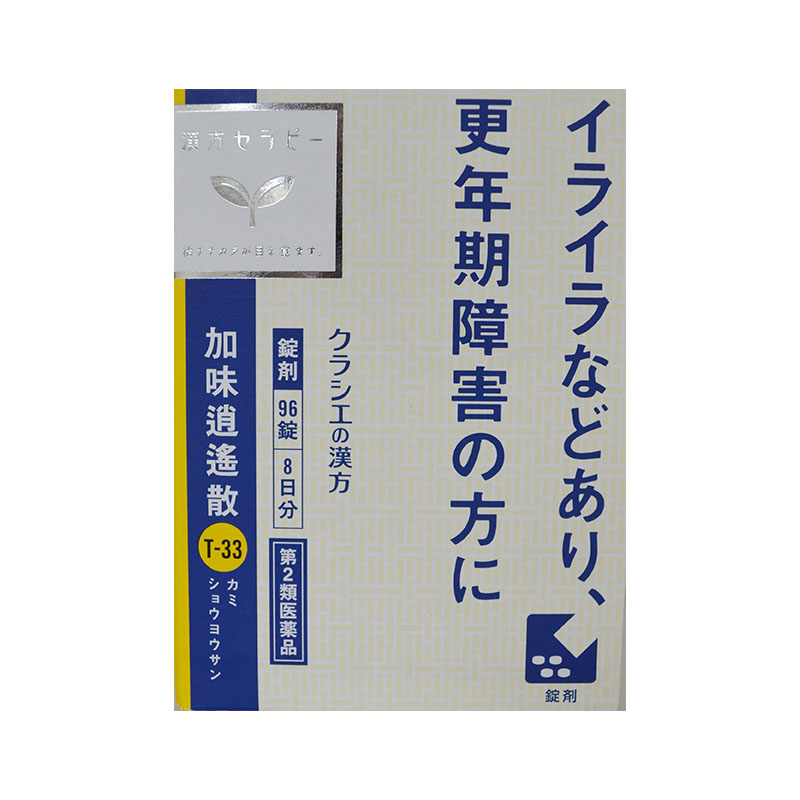 イライラなどあり、
更年期障害の方に
漢方セラピー
クラシエの漢方
錠剤
96錠
8日分
第2類医薬品
加味逍遙散
T-33
カミ
ショウヨウサン
錠剤